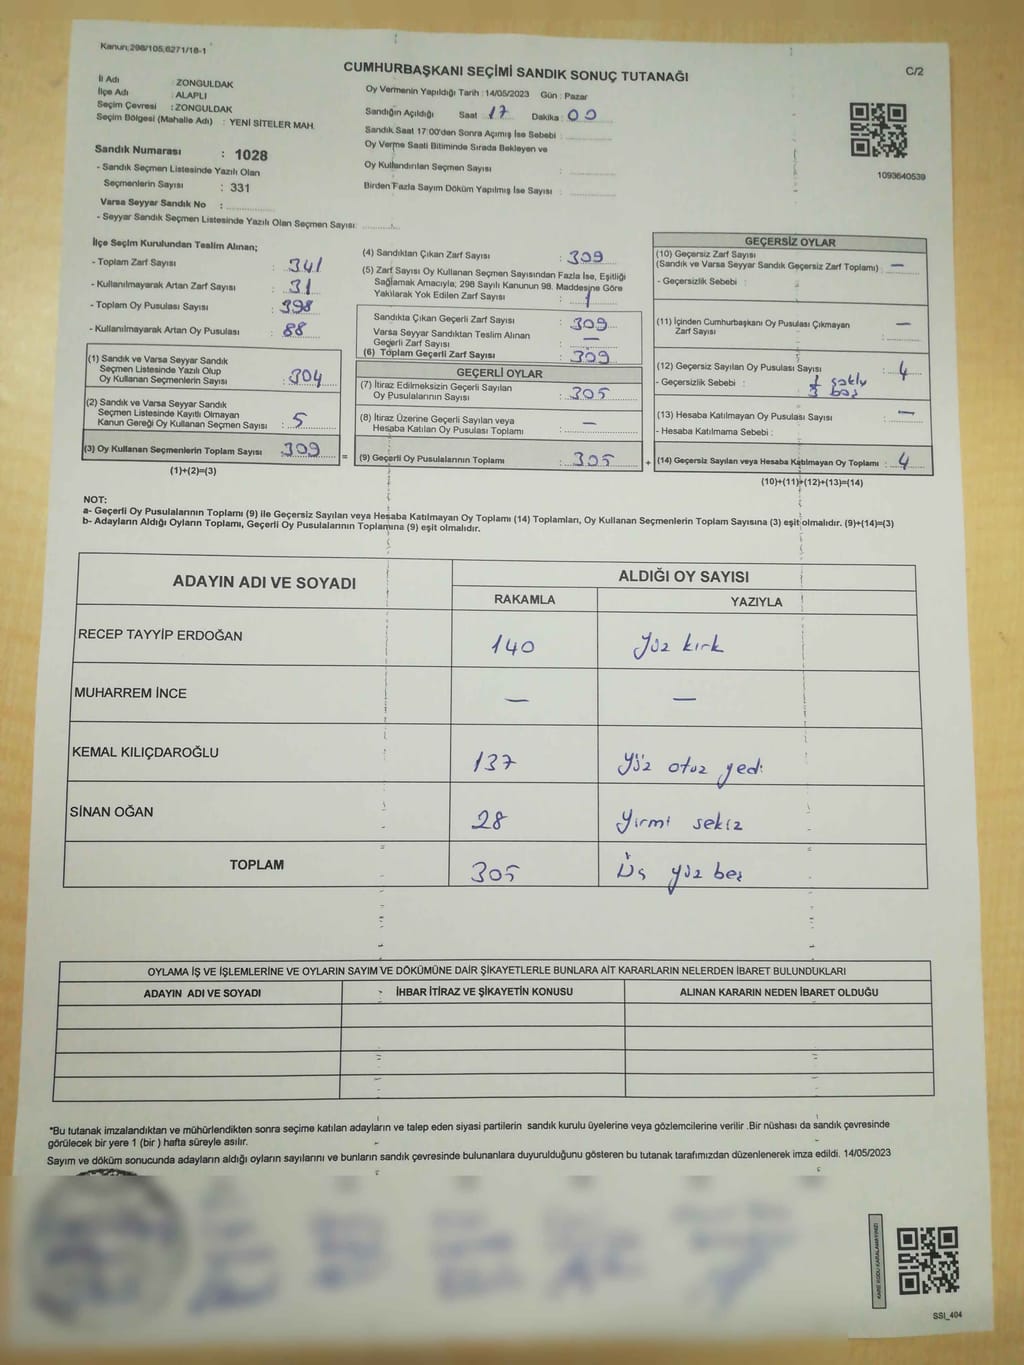 Kanun:298/105,6271/18-1
CUMHURBAŞKANI SEÇİMİ SANDIK SONUÇ TUTANAĞI
C/2
İl Adı : ZONGULDAK
İlçe Adı : ALAPLI
Seçim Çevresi : ZONGULDAK
Seçim Bölgesi (Mahalle Adı) : YENİ SİTELER MAH.
Sandık Numarası : 1028
- Sandık Seçmen Listesinde Yazılı Olan
Seçmenlerin Sayısı : 331
Varsa Seyyar Sandık No :
- Seyyar Sandık Seçmen Listesinde Yazılı Olan Seçmen Sayısı:
Oy Vermenin Yapıldığı Tarih : 14/05/2023 Gün : Pazar
Sandığın Açıldığı Saat 17 Dakika : 00
Sandık Saat 17:00'den Sonra Açılmış İse Sebebi :
Oy Verme Saati Bitiminde Sırada Bekleyen ve
Oy Kullandırılan Seçmen Sayısı :
Birden Fazla Sayım Döküm Yapılmış İse Sayısı :
1093640539
İlçe Seçim Kurulundan Teslim Alınan;
- Toplam Zarf Sayısı : 341
- Kullanılmayarak Artan Zarf Sayısı : 31
- Toplam Oy Pusulası Sayısı : 398
- Kullanılmayarak Artan Oy Pusulası : 88
(1) Sandık ve Varsa Seyyar Sandık
Seçmen Listesinde Yazılı Olup
Oy Kullanan Seçmenlerin Sayısı : 304
(2) Sandık ve Varsa Seyyar Sandık
Seçmen Listesinde Kayıtlı Olmayan
Kanun Gereği Oy Kullanan Seçmen Sayısı : 5
(3) Oy Kullanan Seçmenlerin Toplam Sayısı : 309 =
(1)+(2)=(3)
(4) Sandıktan Çıkan Zarf Sayısı : 309
(5) Zarf Sayısı Oy Kullanan Seçmen Sayısından Fazla İse, Eşitliği
Sağlamak Amacıyla; 298 Sayılı Kanunun 98. Maddesine Göre
Yakılarak Yok Edilen Zarf Sayısı : 1
Sandıkta Çıkan Geçerli Zarf Sayısı : 309
Varsa Seyyar Sandıktan Teslim Alınan
Geçerli Zarf Sayısı : —
(6) Toplam Geçerli Zarf Sayısı : 309
GEÇERLİ OYLAR
(7) İtiraz Edilmeksizin Geçerli Sayılan
Oy Pusulalarının Sayısı : 305
(8) İtiraz Üzerine Geçerli Sayılan veya
Hesaba Katılan Oy Pusulası Toplamı : —
(9) Geçerli Oy Pusulalarının Toplamı : 305 +
GEÇERSİZ OYLAR
(10) Geçersiz Zarf Sayısı
(Sandık ve Varsa Seyyar Sandık Geçersiz Zarf Toplamı) : —
- Geçersizlik Sebebi :
(11) İçinden Cumhurbaşkanı Oy Pusulası Çıkmayan
Zarf Sayısı : —
(12) Geçersiz Sayılan Oy Pusulası Sayısı : 4
- Geçersizlik Sebebi : çoklu
3 boş
(13) Hesaba Katılmayan Oy Pusulası Sayısı : —
- Hesaba Katılmama Sebebi :
(14) Geçersiz Sayılan veya Hesaba Katılmayan Oy Toplamı : 4
(10)+(11)+(12)+(13)=(14)
NOT:
a- Geçerli Oy Pusulalarının Toplamı (9) ile Geçersiz Sayılan veya Hesaba Katılmayan Oy Toplamı (14) Toplamları, Oy Kullanan Seçmenlerin Toplam Sayısına (3) eşit olmalıdır. (9)+(14)=(3)
b- Adayların Aldığı Oyların Toplamı, Geçerli Oy Pusulalarının Toplamına (9) eşit olmalıdır.
ADAYIN ADI VE SOYADI
ALDIĞI OY SAYISI
RAKAMLA YAZIYLA
RECEP TAYYİP ERDOĞAN 140 Yüz kırk
MUHARREM İNCE — —
KEMAL KILIÇDAROĞLU 137 Yüz otuz yedi
SİNAN OĞAN 28 Yirmi sekiz
TOPLAM 305 Üç yüz beş
OYLAMA İŞ VE İŞLEMLERİNE VE OYLARIN SAYIM VE DÖKÜMÜNE DAİR ŞİKAYETLERLE BUNLARA AİT KARARLARIN NELERDEN İBARET BULUNDUKLARI
ADAYIN ADI VE SOYADI İHBAR İTİRAZ VE ŞİKAYETİN KONUSU ALINAN KARARIN NEDEN İBARET OLDUĞU
*Bu tutanak imzalandıktan ve mühürlendikten sonra seçime katılan adayların ve talep eden siyasi partilerin sandık kurulu üyelerine veya gözlemcilerine verilir .Bir nüshası da sandık çevresinde
görülecek bir yere 1 (bir ) hafta süreyle asılır.
Sayım ve döküm sonucunda adayların aldığı oyların sayılarını ve bunların sandık çevresinde bulunanlara duyurulduğunu gösteren bu tutanak tarafımızdan düzenlenerek imza edildi. 14/05/2023
KARE KODU KARALAMAYINIZ!
SSI_404